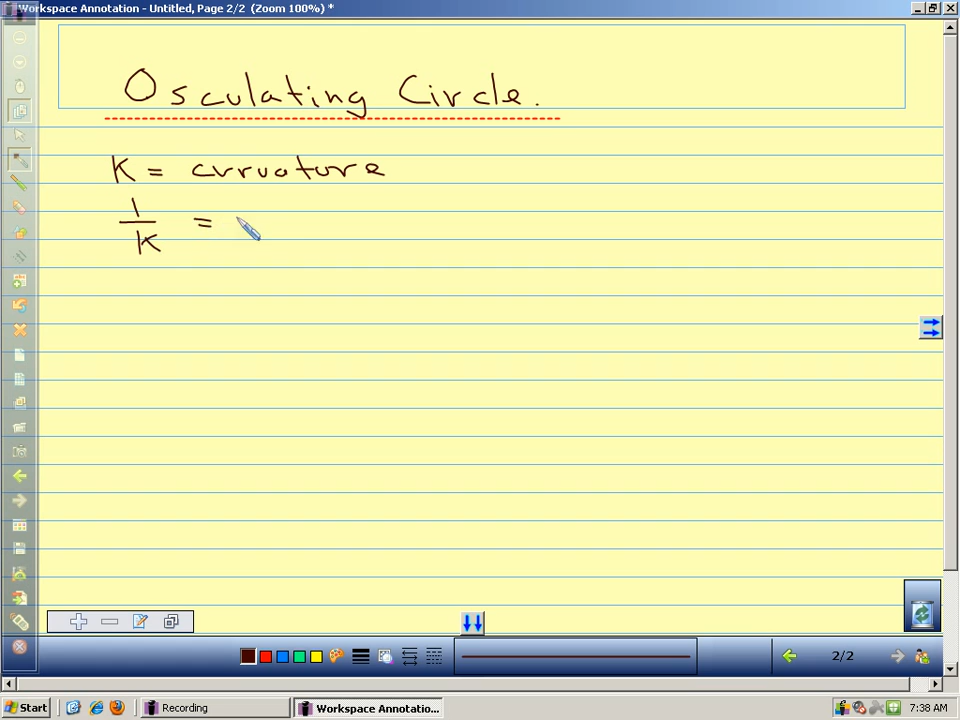 Workspace Annotation - Untitled, Page 2/2 (Zoom 100%) *
Osculating Circle.
K = curvature
1/K =
2/2
Start
Recording
Workspace Annotatio...
7:38 AM